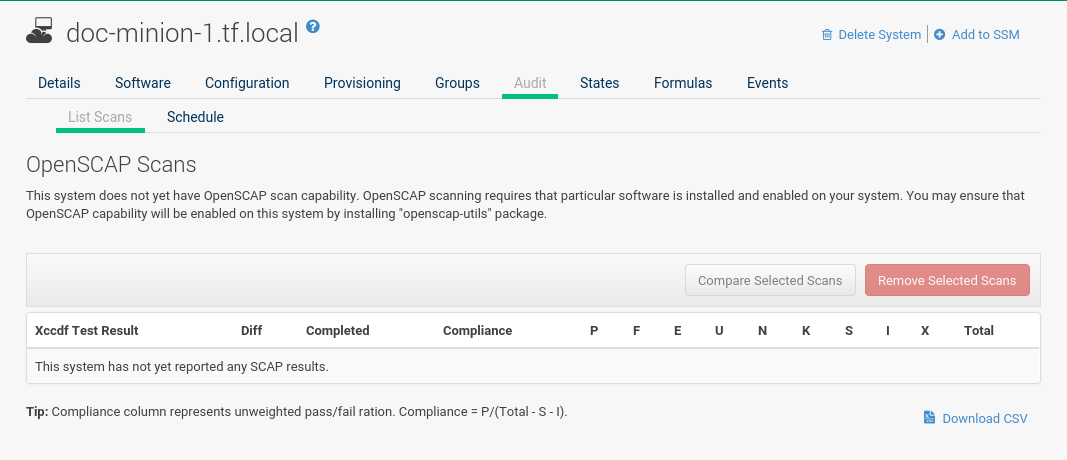 doc-minion-1.tf.local ?
Delete System Add to SSM
Details Software Configuration Provisioning Groups Audit States Formulas Events
List Scans Schedule
OpenSCAP Scans
This system does not yet have OpenSCAP scan capability. OpenSCAP scanning requires that particular software is installed and enabled on your system. You may ensure that
OpenSCAP capability will be enabled on this system by installing "openscap-utils" package.
Compare Selected Scans Remove Selected Scans
Xccdf Test Result Diff Completed Compliance P F E U N K S I X Total
This system has not yet reported any SCAP results.
Tip: Compliance column represents unweighted pass/fail ration. Compliance = P/(Total - S - I).
Download CSV